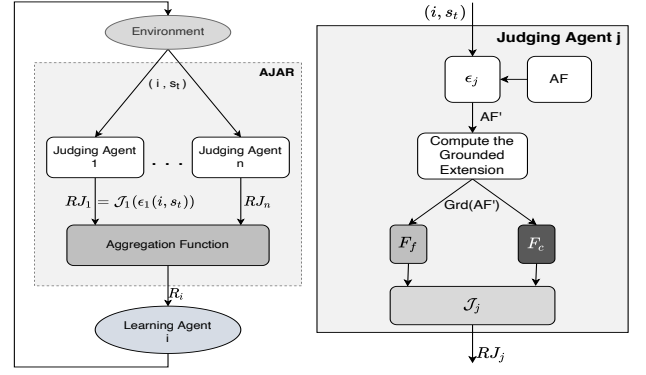 Environment
AJAR
( i , s_t )
Judging Agent
1
. . .
Judging Agent
n
RJ_1 = 𝒥_1(ϵ_1(i, s_t))
RJ_n
Aggregation Function
R_i
Learning Agent
i
(i, s_t)
Judging Agent j
ϵ_j
AF
AF'
Compute the
Grounded
Extension
Grd(AF')
F_f
F_c
𝒥_j
RJ_j